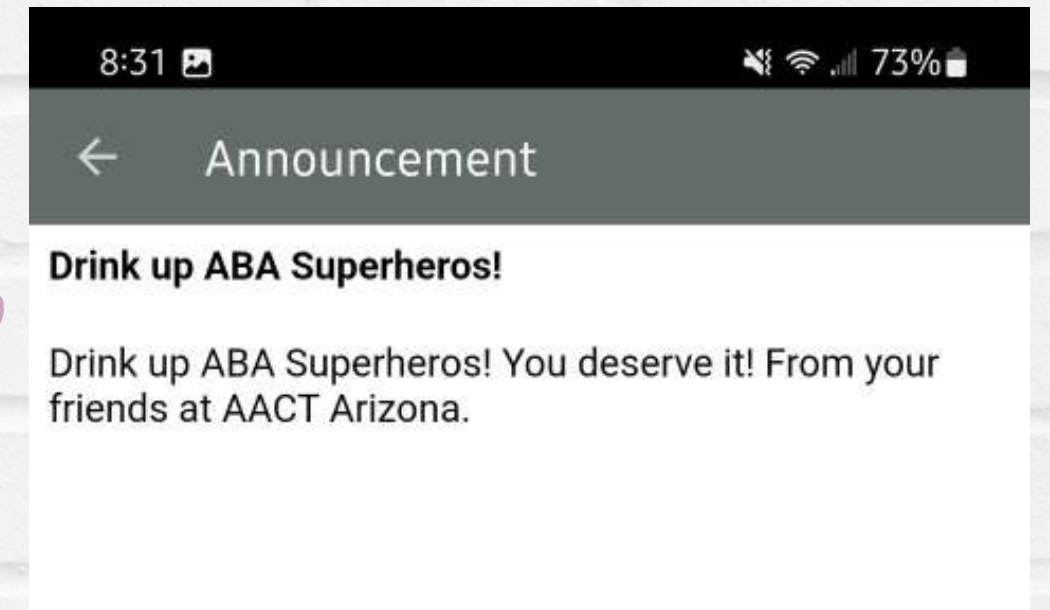 8:31 73%
Announcement
Drink up ABA Superheros!
Drink up ABA Superheros! You deserve it! From your
friends at AACT Arizona.